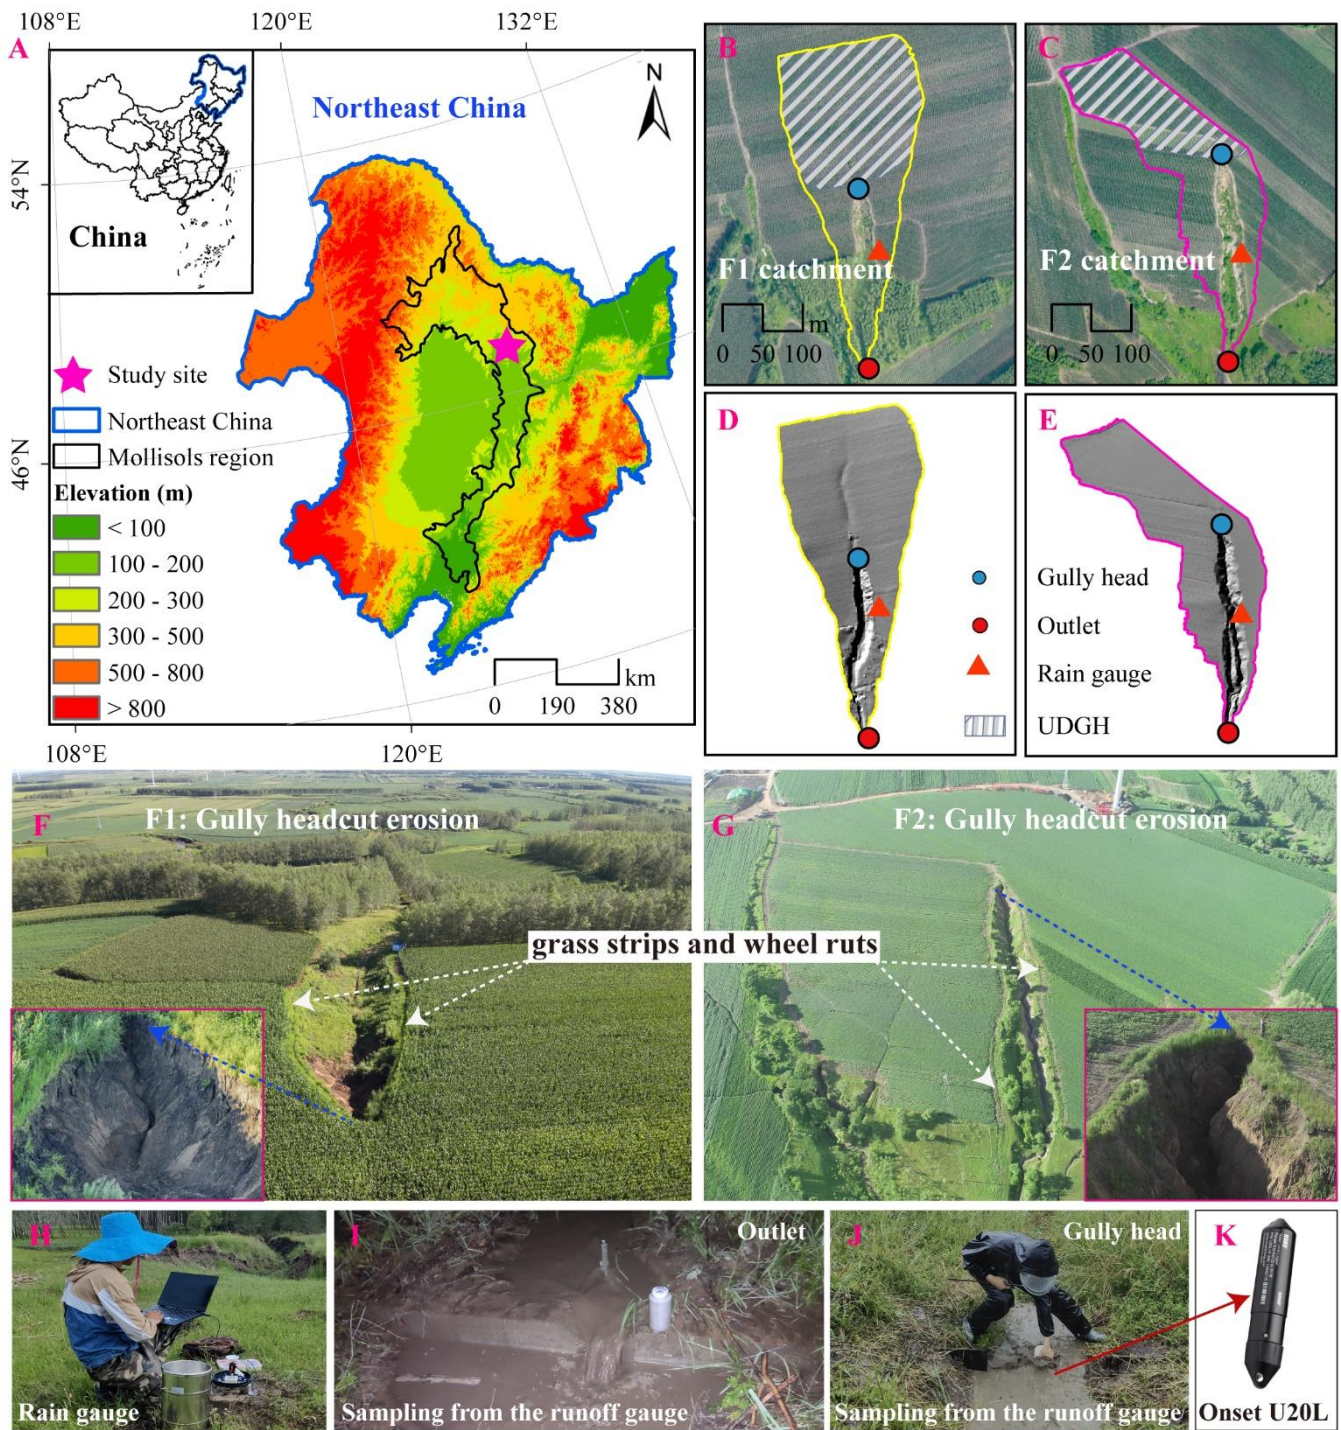 108°E
120°E
132°E
A
N
Northeast China
54°N
China
Study site
Northeast China
Mollisols region
46°N
Elevation (m)
< 100
100 - 200
200 - 300
300 - 500
500 - 800
> 800
km
0 190 380
108°E
120°E
B
F1 catchment
m
0 50 100
C
F2 catchment
m
0 50 100
D
E
Gully head
Outlet
Rain gauge
UDGH
F
F1: Gully headcut erosion
G
F2: Gully headcut erosion
grass strips and wheel ruts
H
Rain gauge
I
Outlet
Sampling from the runoff gauge
J
Gully head
Sampling from the runoff gauge
K
Onset U20L